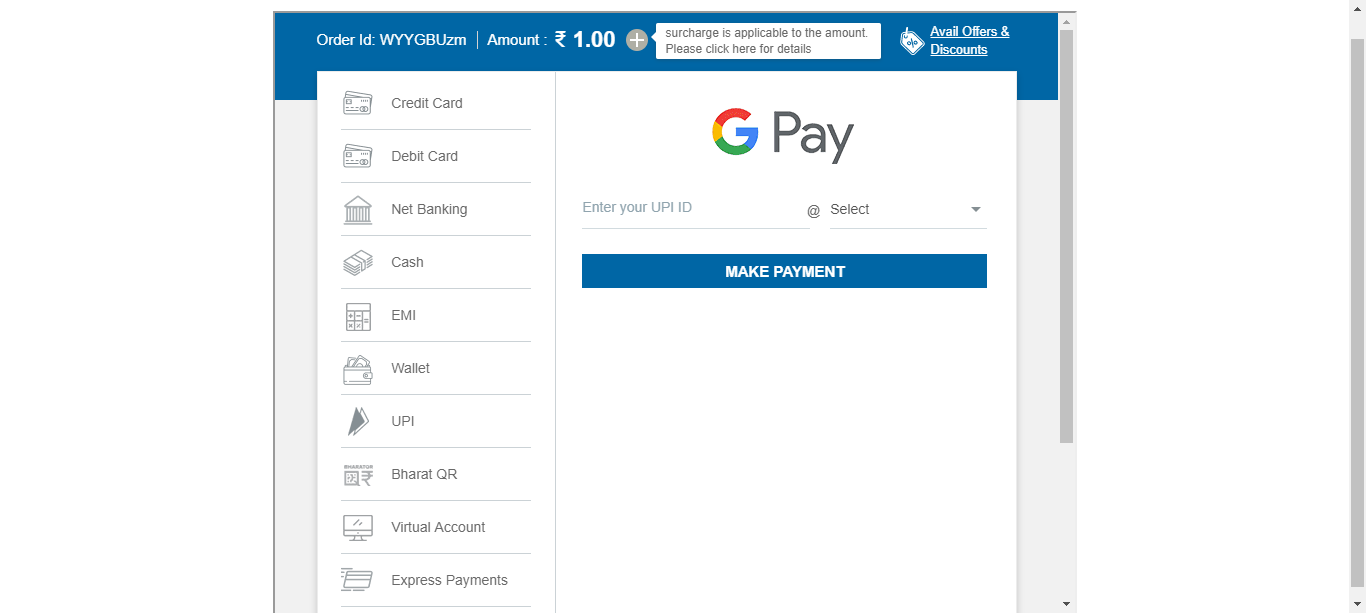 Order Id: WYYGBUzm
Amount : ₹ 1.00
surcharge is applicable to the amount.
Please click here for details
Avail Offers &
Discounts
Credit Card
Debit Card
Net Banking
Cash
EMI
Wallet
UPI
BHARATQR
Bharat QR
Virtual Account
Express Payments
G Pay
Enter your UPI ID
@
Select
MAKE PAYMENT